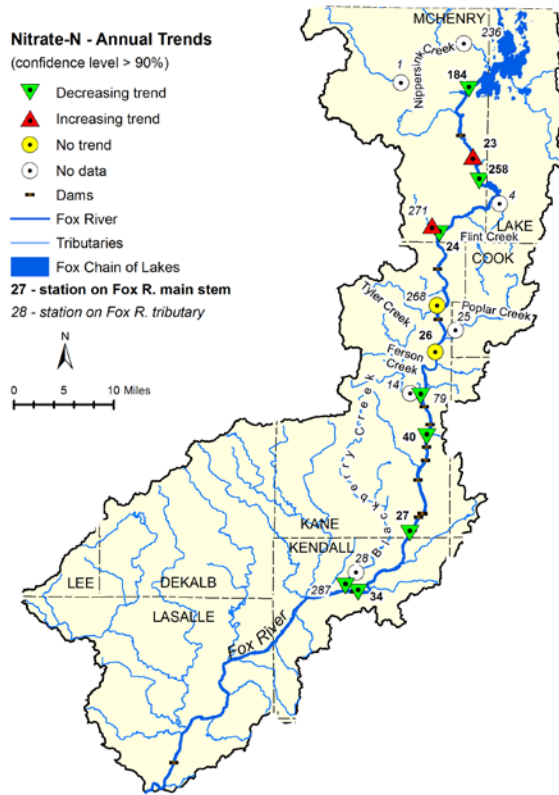 Nitrate-N - Annual Trends
(confidence level > 90%)
Decreasing trend
Increasing trend
No trend
No data
Dams
Fox River
Tributaries
Fox Chain of Lakes
27 - station on Fox R. main stem
28 - station on Fox R. tributary
N
0 5 10 Miles
MCHENRY
236
Nippersink Creek
1
184
23
258
4
271
LAKE
Flint Creek
24
COOK
268
Tyler Creek
Poplar Creek
25
26
Ferson
Creek
14
79
40
Blackberry Creek
27
KANE
KENDALL
28
LEE
DEKALB
287
34
LASALLE
Fox River